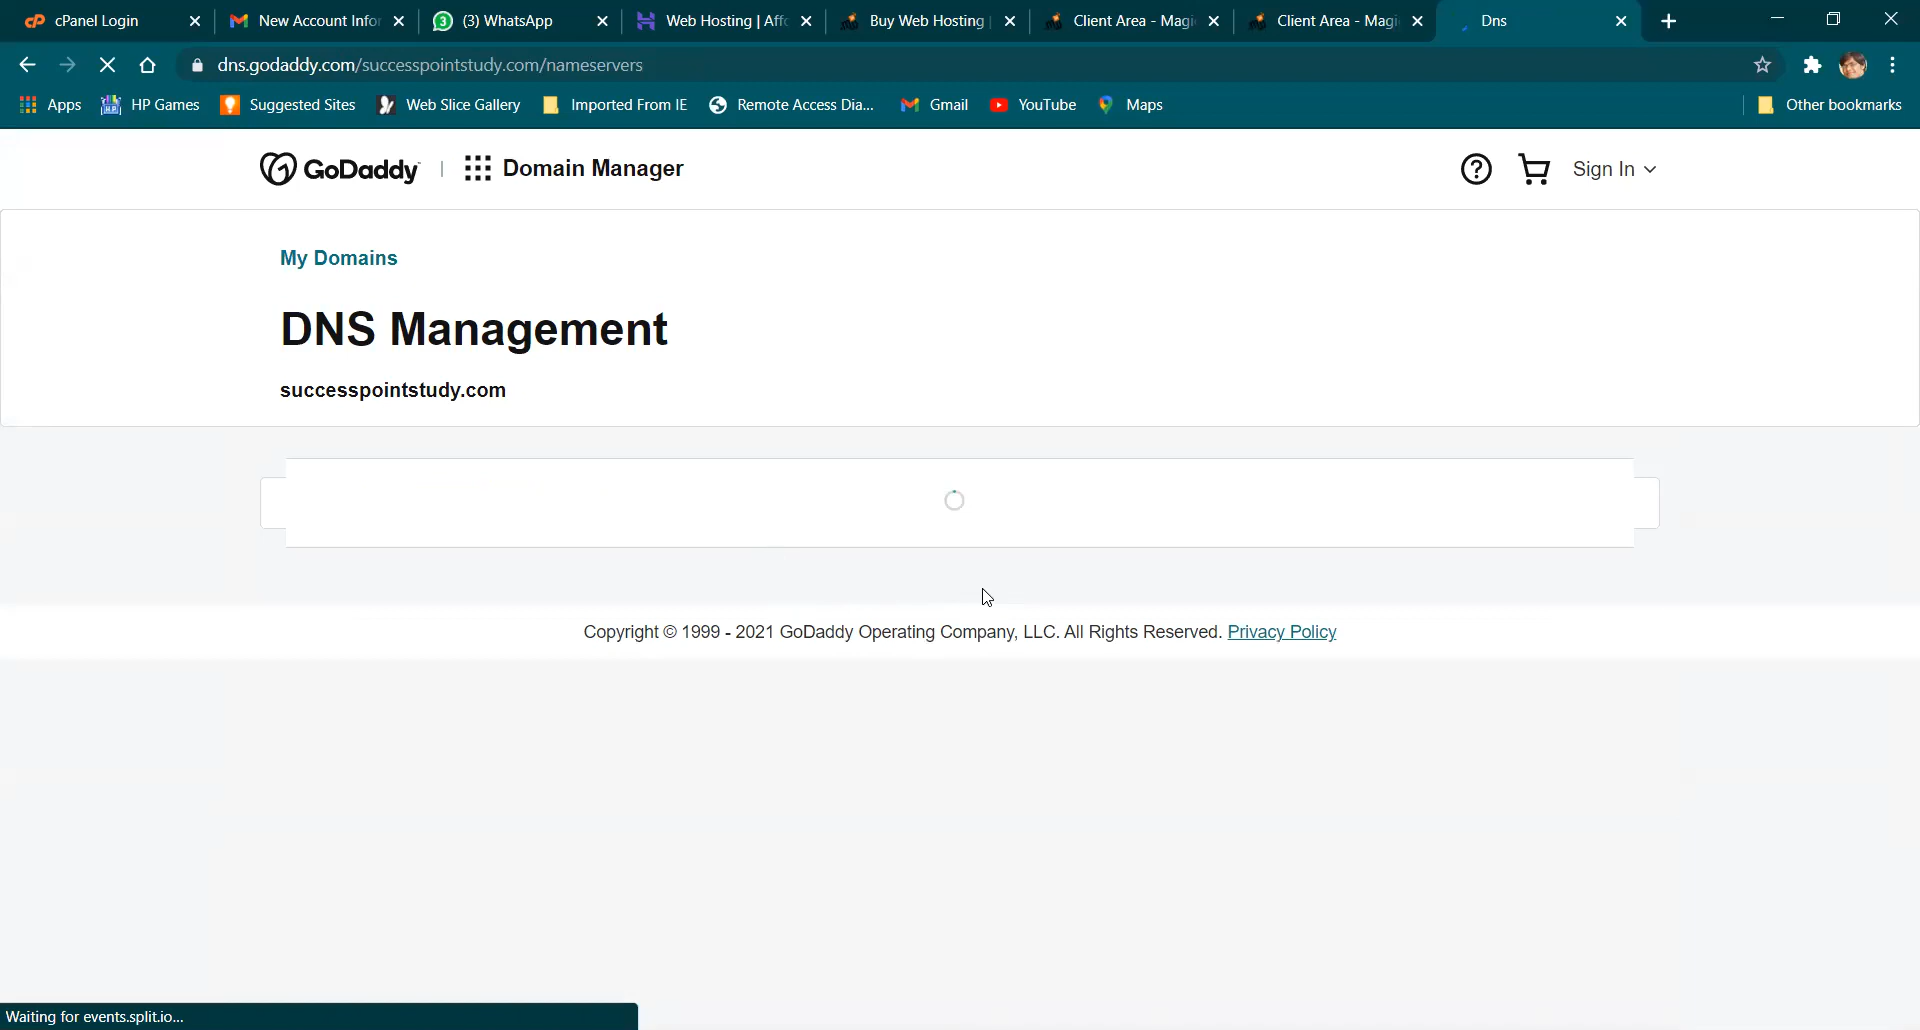 cPanel Login
New Account Infor
(3) WhatsApp
Web Hosting | Affo
Buy Web Hosting |
Client Area - Magic
Client Area - Magic
Dns
dns.godaddy.com/successpointstudy.com/nameservers
Apps
HP Games
Suggested Sites
Web Slice Gallery
Imported From IE
Remote Access Dia...
Gmail
YouTube
Maps
Other bookmarks
GoDaddy
Domain Manager
Sign In
My Domains
DNS Management
successpointstudy.com
Copyright © 1999 - 2021 GoDaddy Operating Company, LLC. All Rights Reserved. Privacy Policy
Waiting for events.split.io...